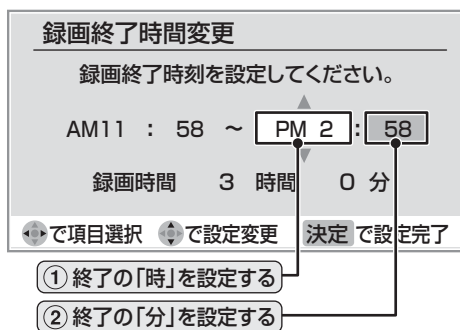 録画終了時間変更
録画終了時刻を設定してください。
AM11 : 58 ～ PM 2 : 58
録画時間 3 時間 0 分
で項目選択 で設定変更 決定 で設定完了
① 終了の「時」を設定する
② 終了の「分」を設定する